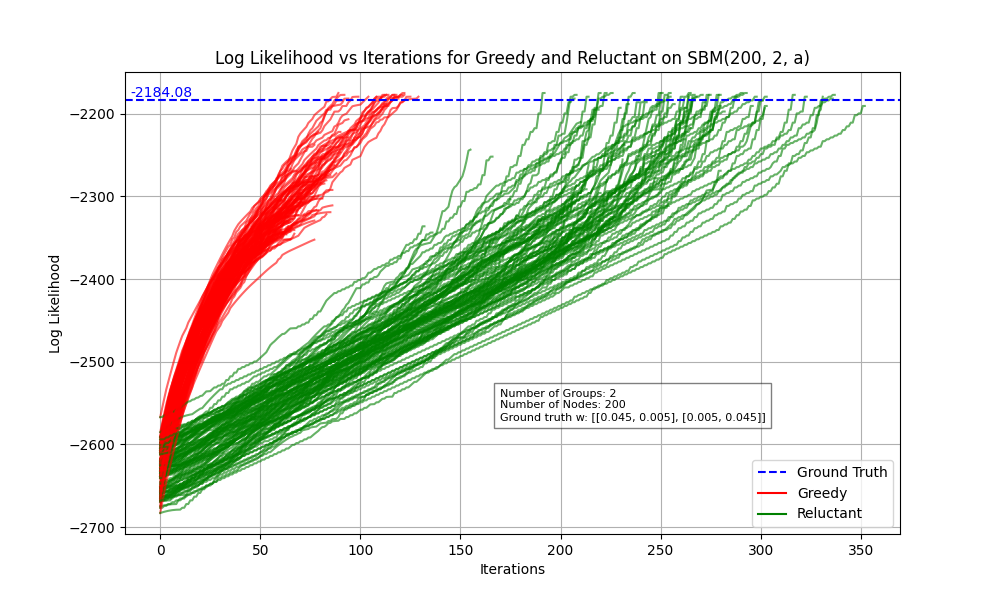 Log Likelihood vs Iterations for Greedy and Reluctant on SBM(200, 2, a)
-2184.08
−2200
−2300
−2400
−2500
−2600
−2700
Log Likelihood
Number of Groups: 2
Number of Nodes: 200
Ground truth w: [[0.045, 0.005], [0.005, 0.045]]
Ground Truth
Greedy
Reluctant
0 50 100 150 200 250 300 350
Iterations